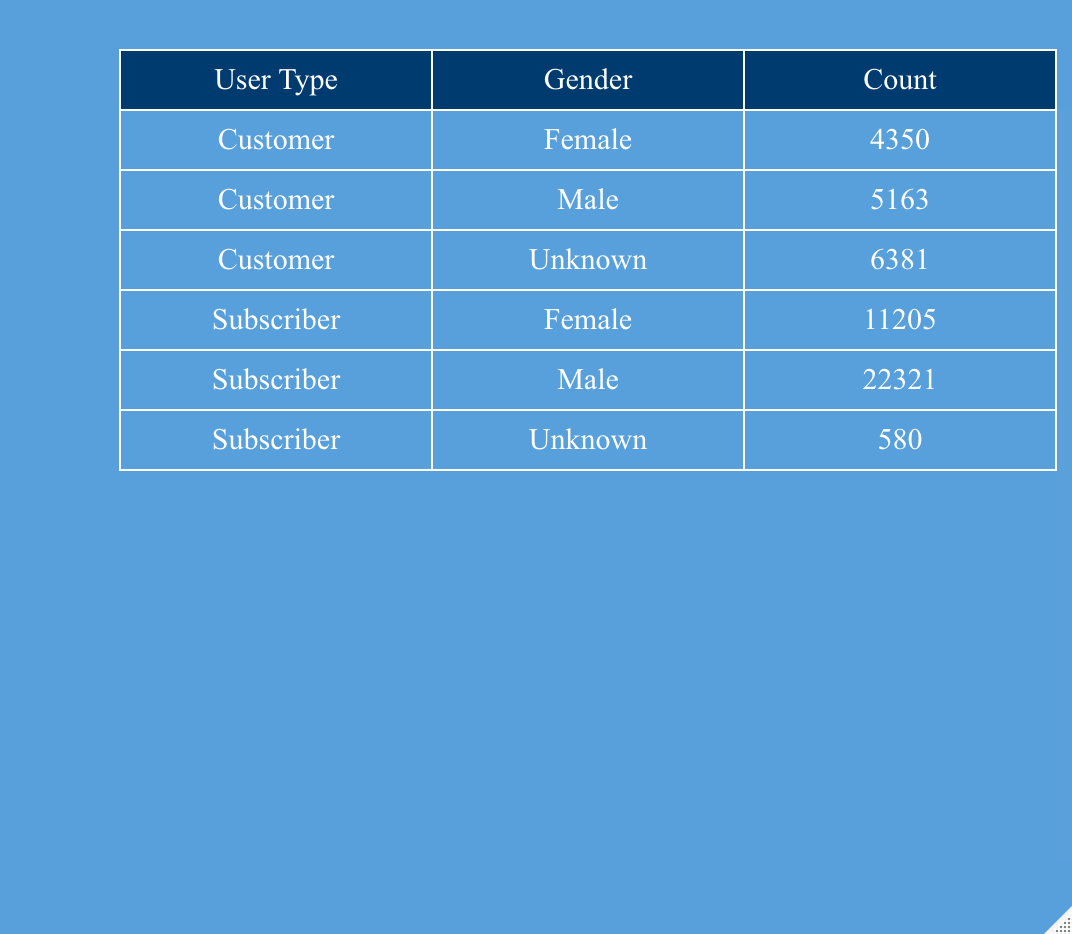 User Type Gender Count
Customer Female 4350
Customer Male 5163
Customer Unknown 6381
Subscriber Female 11205
Subscriber Male 22321
Subscriber Unknown 580